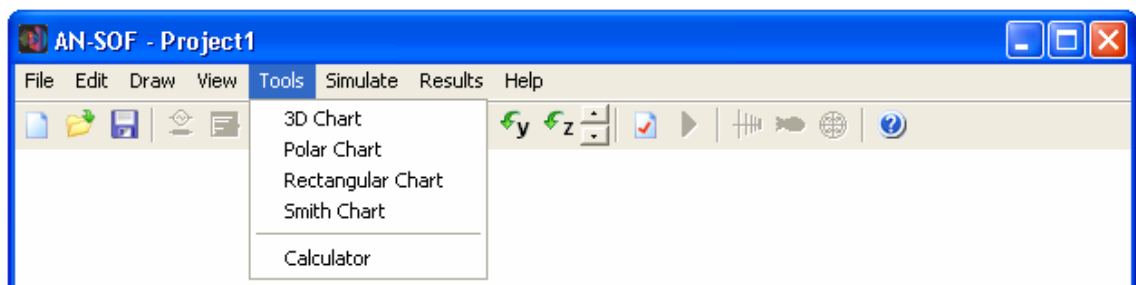 AN-SOF - Project1
File Edit Draw View Tools Simulate Results Help
y z
3D Chart
Polar Chart
Rectangular Chart
Smith Chart
Calculator